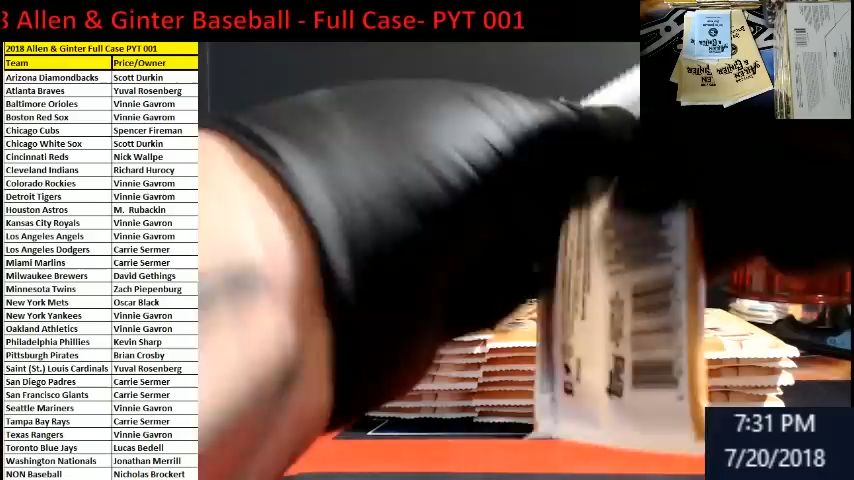 8 Allen & Ginter Baseball - Full Case- PYT 001
2018 Allen & Ginter Full Case PYT 001
Team Price/Owner
Arizona Diamondbacks Scott Durkin
Atlanta Braves Yuval Rosenberg
Baltimore Orioles Vinnie Gavrom
Boston Red Sox Vinnie Gavrom
Chicago Cubs Spencer Fireman
Chicago White Sox Scott Durkin
Cincinnati Reds Nick Wallpe
Cleveland Indians Richard Hurocy
Colorado Rockies Vinnie Gavrom
Detroit Tigers Vinnie Gavrom
Houston Astros M. Rubackin
Kansas City Royals Vinnie Gavron
Los Angeles Angels Vinnie Gavrom
Los Angeles Dodgers Carrie Sermer
Miami Marlins Carrie Sermer
Milwaukee Brewers David Gethings
Minnesota Twins Zach Piepenburg
New York Mets Oscar Black
New York Yankees Vinnie Gavron
Oakland Athletics Vinnie Gavron
Philadelphia Phillies Kevin Sharp
Pittsburgh Pirates Brian Crosby
Saint (St.) Louis Cardinals Yuval Rosenberg
San Diego Padres Carrie Sermer
San Francisco Giants Carrie Sermer
Seattle Mariners Vinnie Gavron
Tampa Bay Rays Carrie Sermer
Texas Rangers Vinnie Gavron
Toronto Blue Jays Lucas Bedell
Washington Nationals Jonathan Merrill
NON Baseball Nicholas Brockert
7:31 PM
7/20/2018